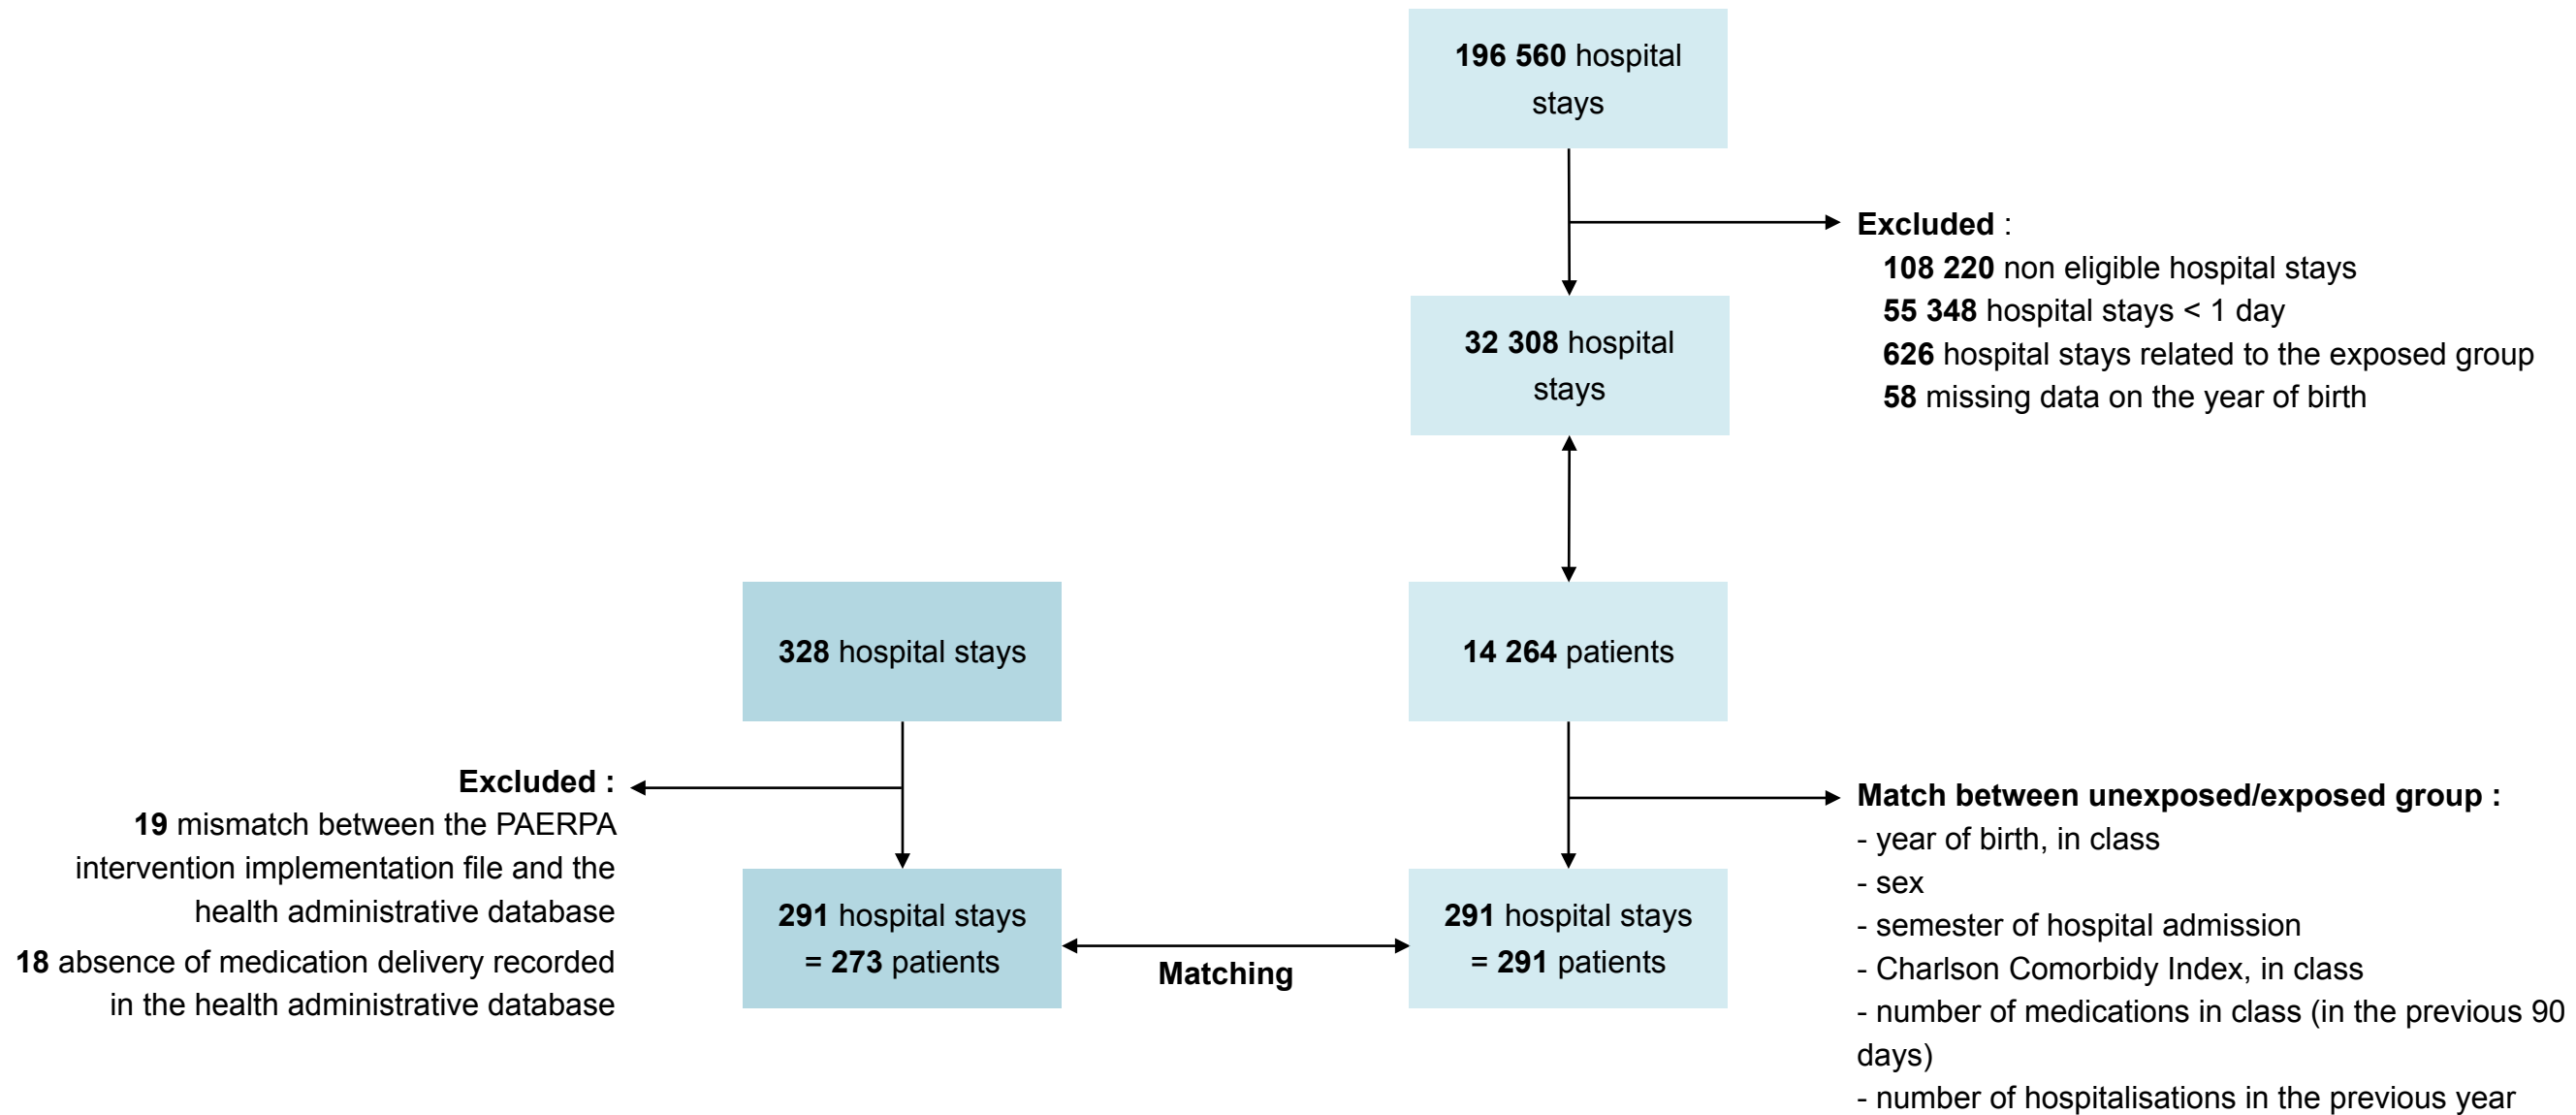 196 560 hospital
stays
Excluded :
108 220 non eligible hospital stays
55 348 hospital stays < 1 day
626 hospital stays related to the exposed group
58 missing data on the year of birth
32 308 hospital
stays
328 hospital stays
14 264 patients
Excluded :
19 mismatch between the PAERPA
intervention implementation file and the
health administrative database
18 absence of medication delivery recorded
in the health administrative database
291 hospital stays
= 273 patients
Matching
291 hospital stays
= 291 patients
Match between unexposed/exposed group :
- year of birth, in class
- sex
- semester of hospital admission
- Charlson Comorbidy Index, in class
- number of medications in class (in the previous 90
days)
- number of hospitalisations in the previous year